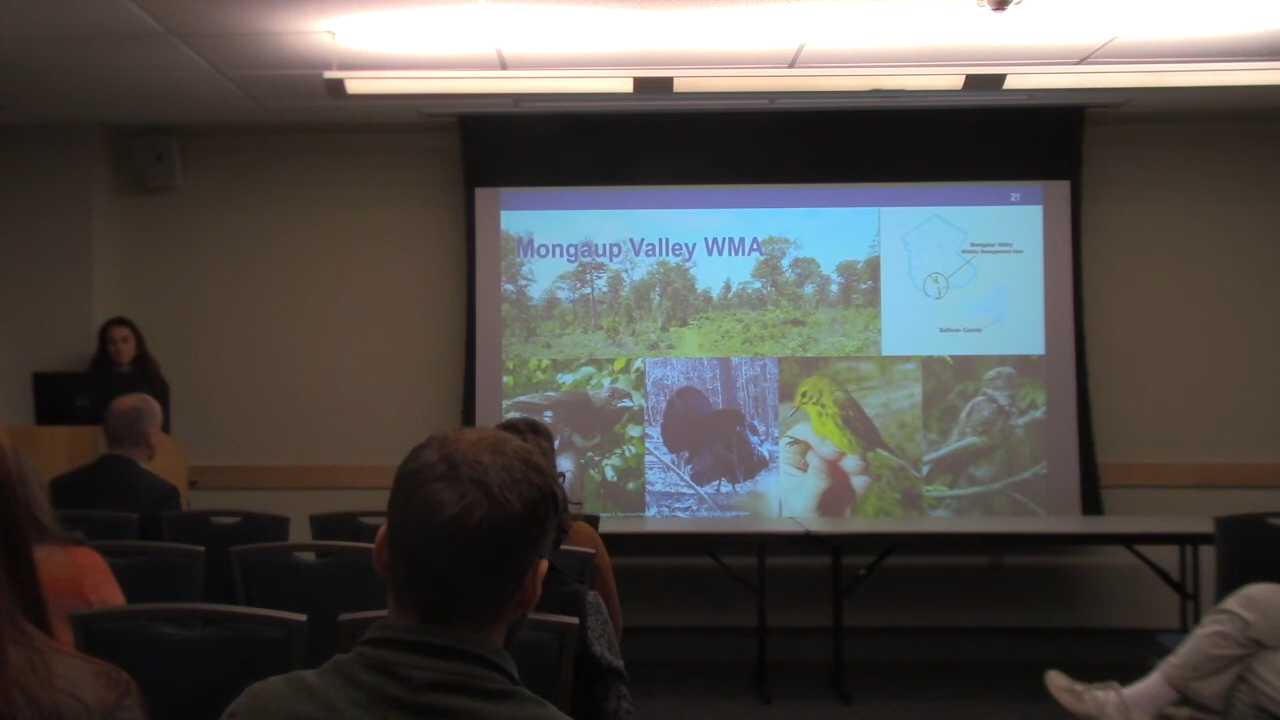 21
Mongaup Valley WMA
Mongaup Valley
Wildlife Management Area
Sullivan County